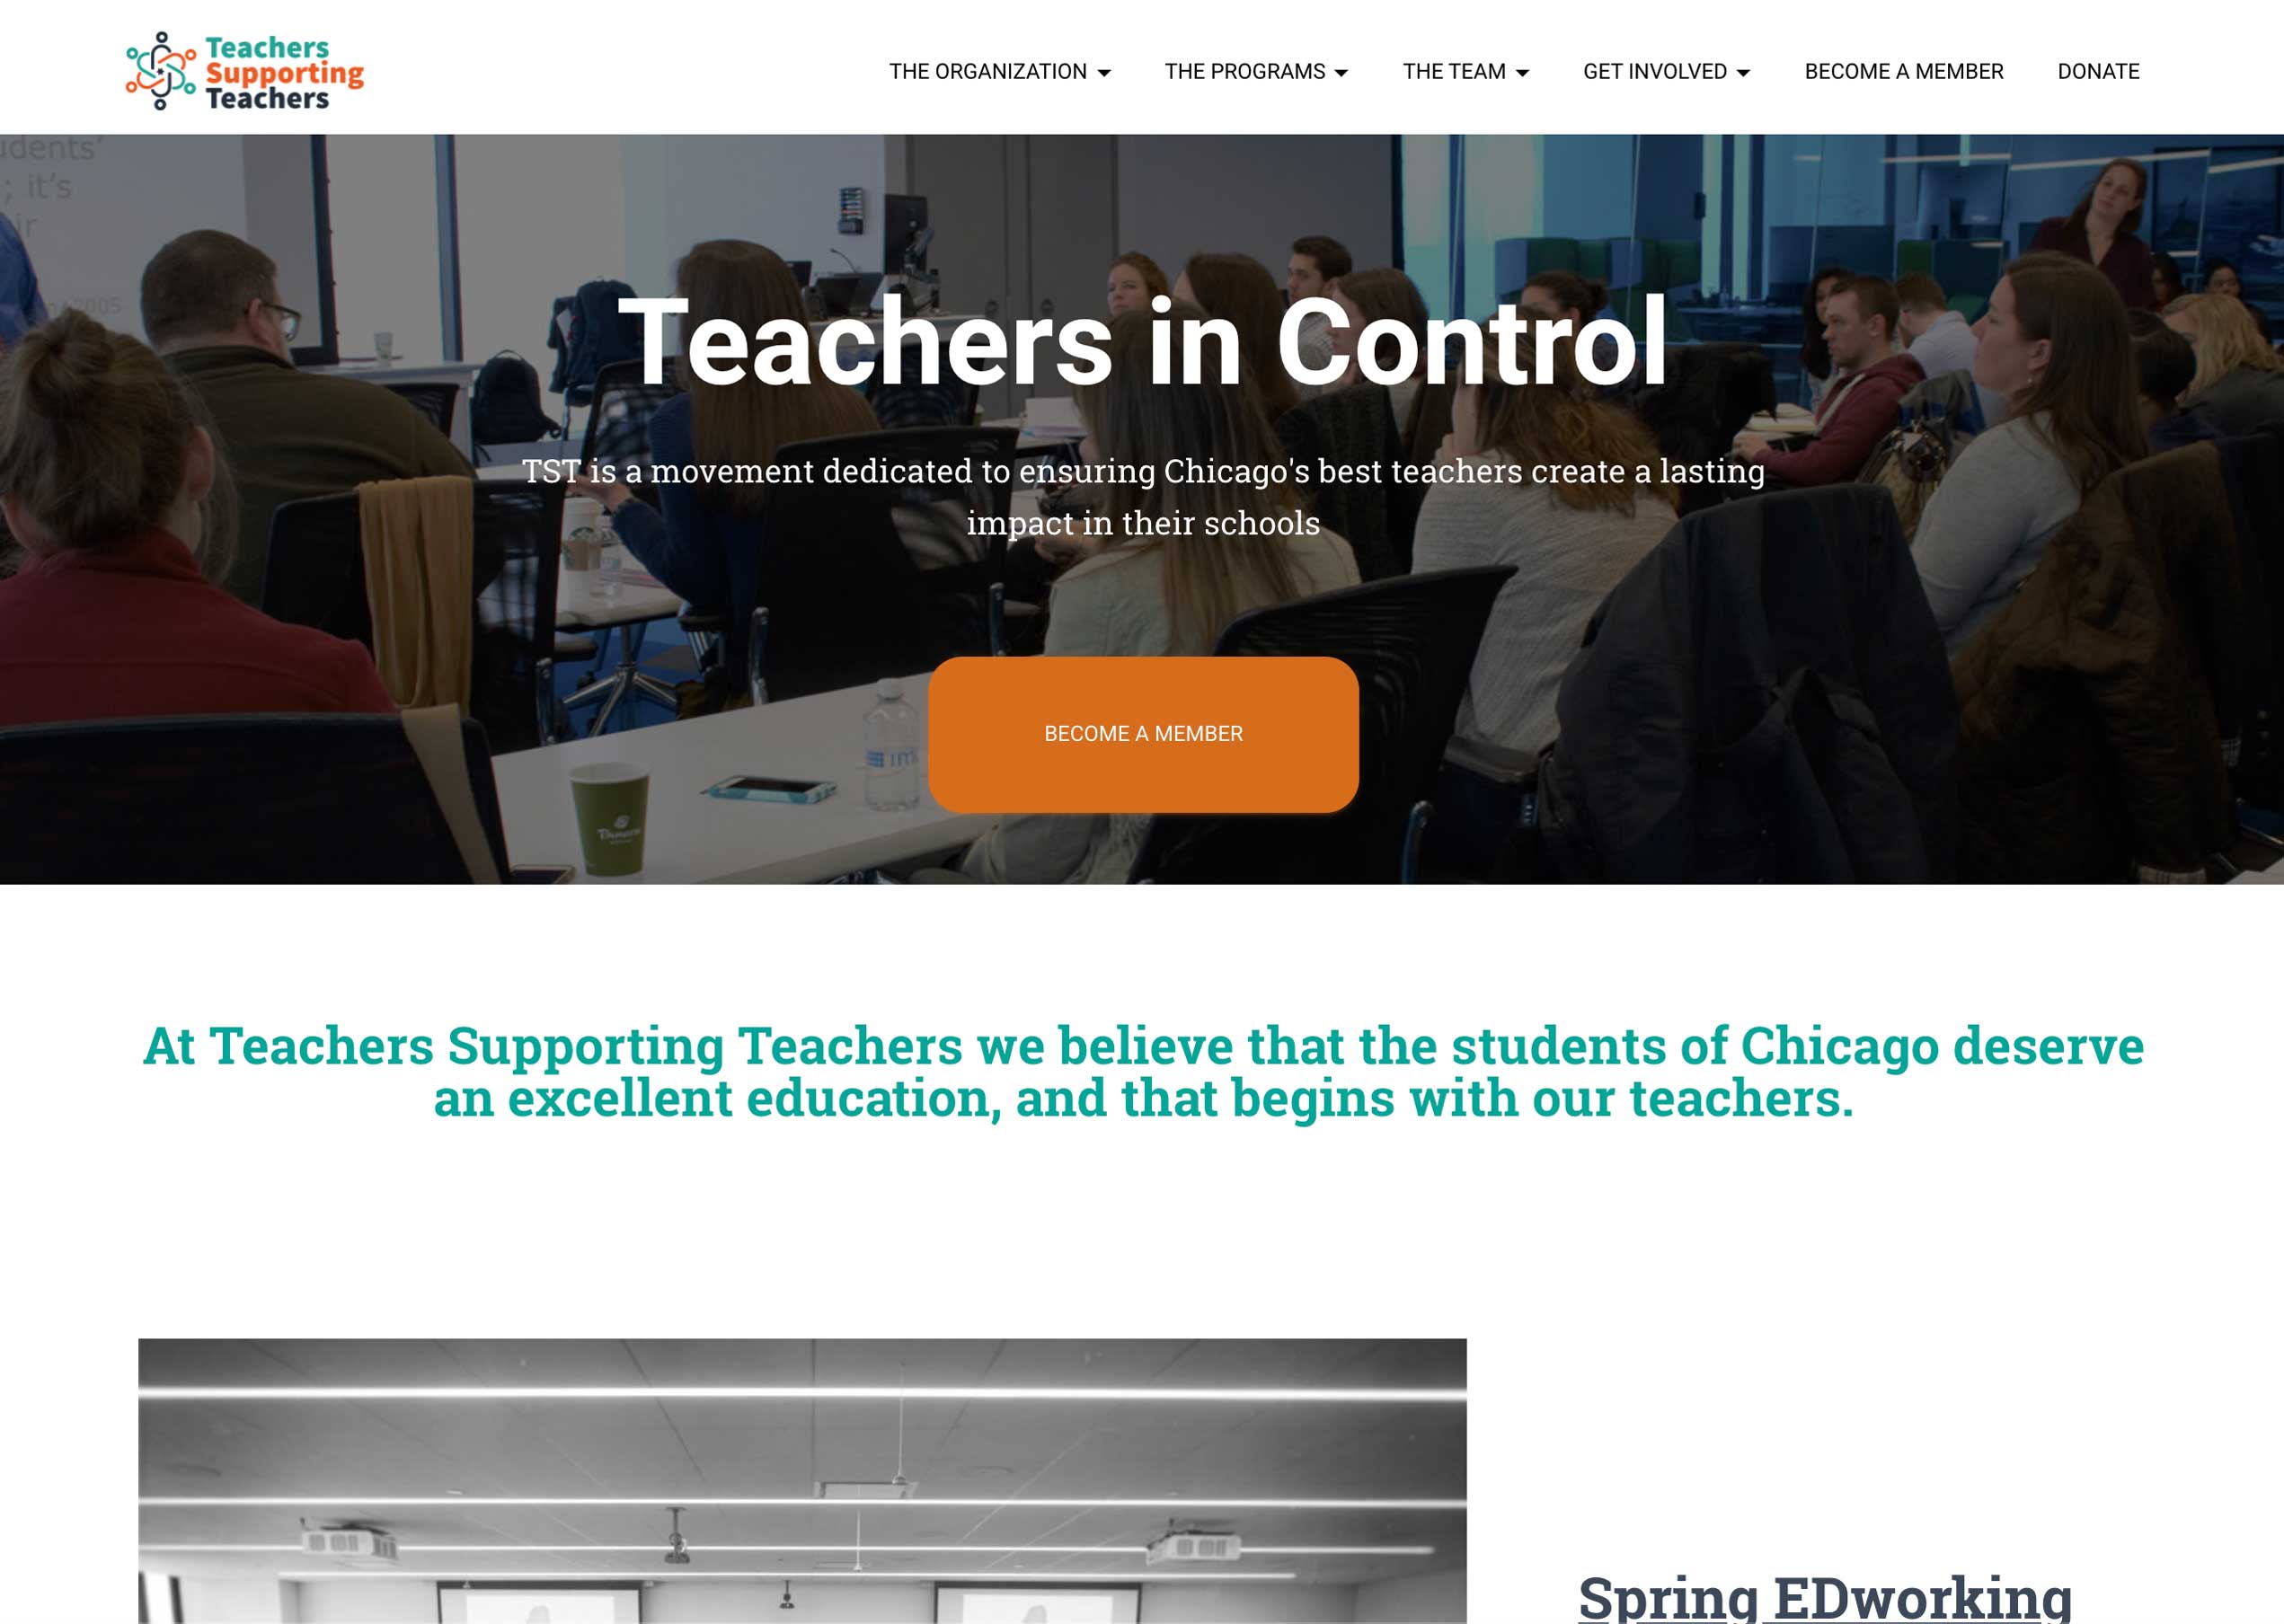 Teachers
Supporting
Teachers
THE ORGANIZATION
THE PROGRAMS
THE TEAM
GET INVOLVED
BECOME A MEMBER
DONATE
; it's
2005
Teachers in Control
TST is a movement dedicated to ensuring Chicago's best teachers create a lasting
impact in their schools
BECOME A MEMBER
At Teachers Supporting Teachers we believe that the students of Chicago deserve
an excellent education, and that begins with our teachers.
Spring EDworking